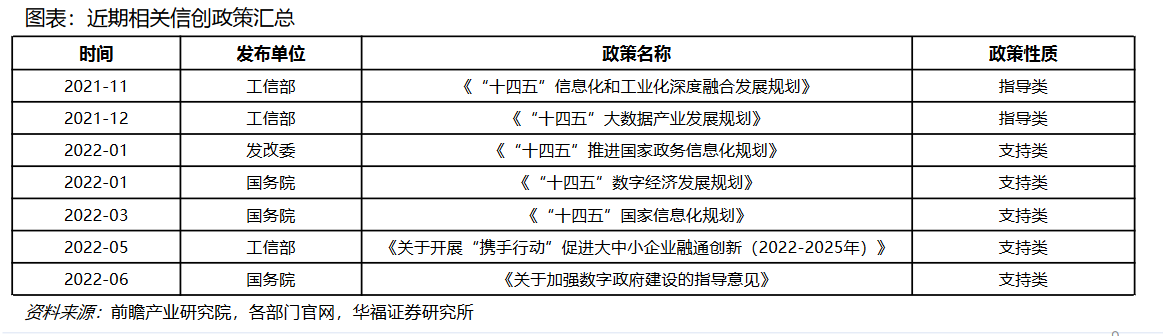 图表：近期相关信创政策汇总
时间 发布单位 政策名称 政策性质
2021-11 工信部 《“十四五”信息化和工业化深度融合发展规划》 指导类
2021-12 工信部 《“十四五”大数据产业发展规划》 指导类
2022-01 发改委 《“十四五”推进国家政务信息化规划》 支持类
2022-01 国务院 《“十四五”数字经济发展规划》 支持类
2022-03 国务院 《“十四五”国家信息化规划》 支持类
2022-05 工信部 《关于开展“携手行动”促进大中小企业融通创新（2022-2025年）》 支持类
2022-06 国务院 《关于加强数字政府建设的指导意见》 支持类
资料来源：前瞻产业研究院，各部门官网，华福证券研究所